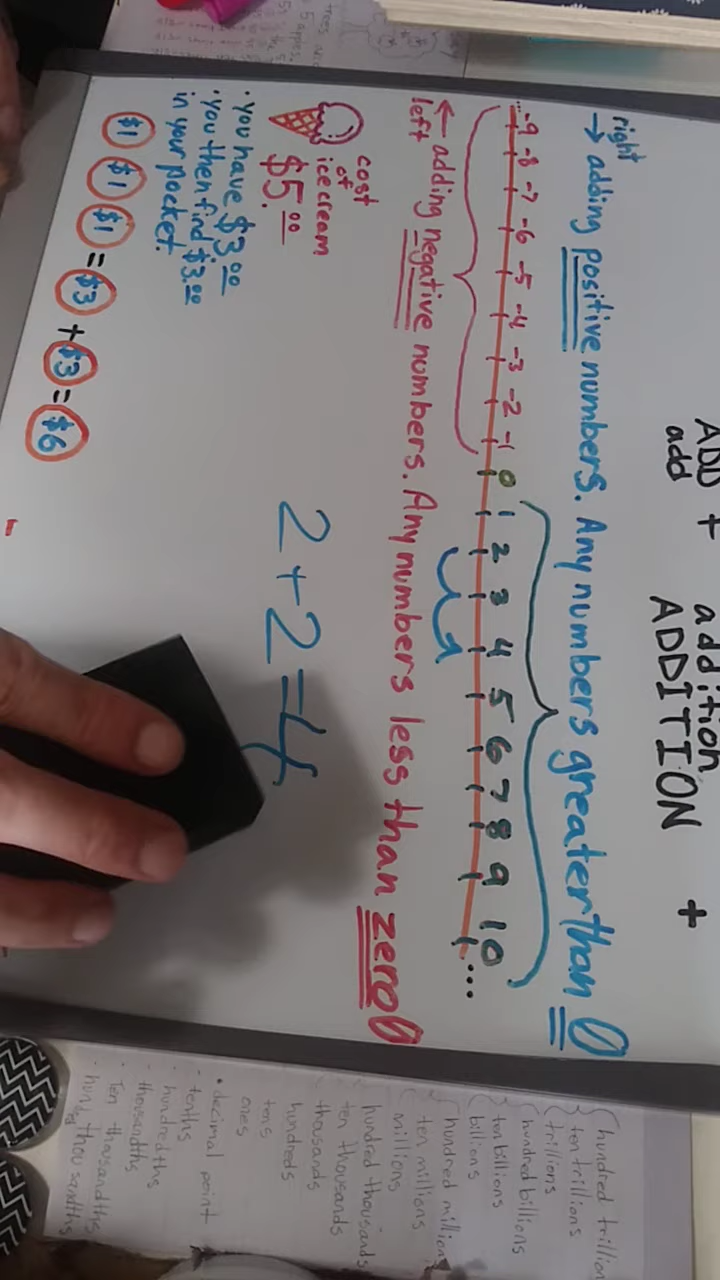 ADD + addition +
add ADDITION
right
→ adding positive numbers. Any numbers greater than 0
-9 -8 -7 -6 -5 -4 -3 -2 -1 0 1 2 3 4 5 6 7 8 9 10 ...
← adding negative numbers. Any numbers less than zero 0
left
cost
of
ice cream
$5.00
2+2=4
• you have $3.00
• you then find $3.00
in your pocket.
$1 $1 $1 = $3 + $3 = $6
hundred trillion
ten trillions
trillions
hundred billions
ten billions
billions
hundred million
ten millions
millions
hundred thousands
ten thousands
thousands
hundreds
tens
ones
• decimal point
- tenths
- hundredths
- thousandths
- Ten thousandths
- hundred thousandths